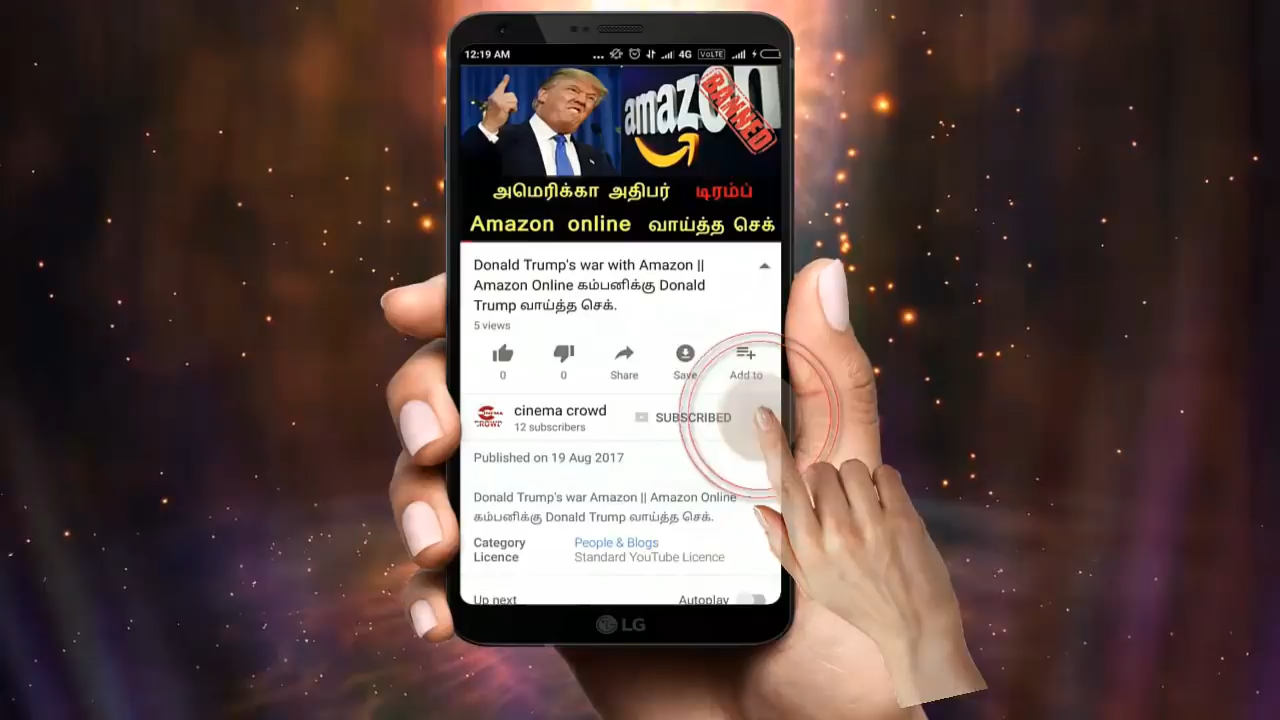 12:19 AM
... 4G VoLTE
amazon
BANNED
அமெரிக்கா அதிபர் டிரம்ப்
Amazon online வாய்த்த செக்
Donald Trump's war with Amazon ||
Amazon Online கம்பனிக்கு Donald
Trump வாய்த்த செக்.
5 views
0 0 Share Save Add to
CINEMA
CROWD
cinema crowd
SUBSCRIBED
12 subscribers
Published on 19 Aug 2017
Donald Trump's war Amazon || Amazon Online
கம்பனிக்கு Donald Trump வாய்த்த செக்.
Category People & Blogs
Licence Standard YouTube Licence
Up next Autoplay
LG